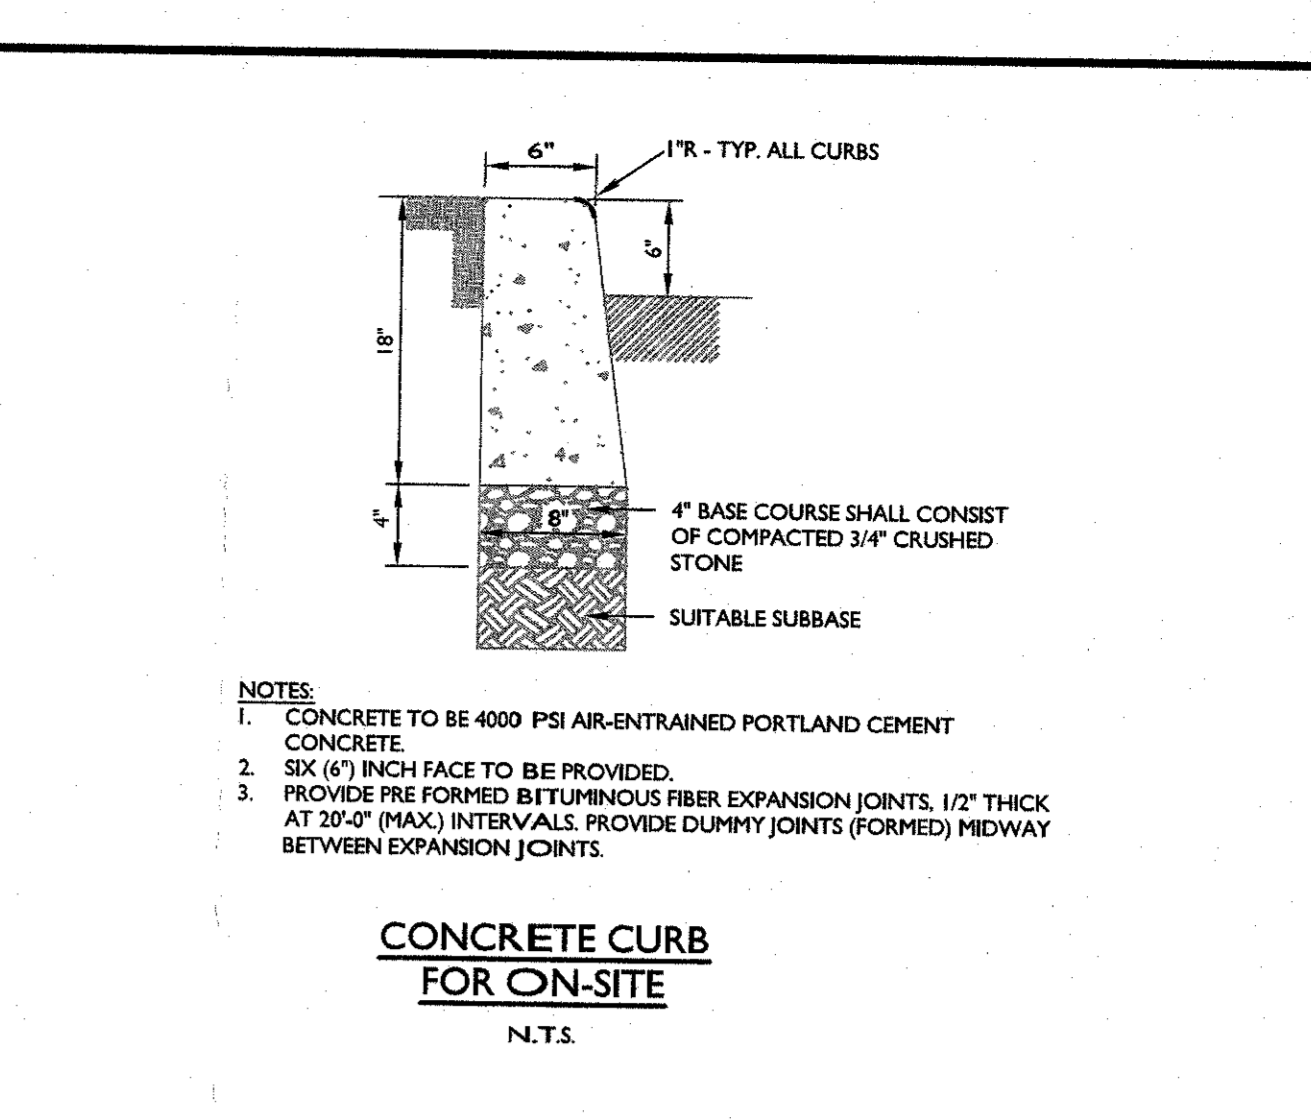 6"
1"R - TYP. ALL CURBS
6"
18"
4"
8"
4" BASE COURSE SHALL CONSIST
OF COMPACTED 3/4" CRUSHED
STONE
SUITABLE SUBBASE
NOTES:
1. CONCRETE TO BE 4000 PSI AIR-ENTRAINED PORTLAND CEMENT
CONCRETE.
2. SIX (6") INCH FACE TO BE PROVIDED.
3. PROVIDE PRE FORMED BITUMINOUS FIBER EXPANSION JOINTS, 1/2" THICK
AT 20'-0" (MAX.) INTERVALS. PROVIDE DUMMY JOINTS (FORMED) MIDWAY
BETWEEN EXPANSION JOINTS.
CONCRETE CURB
FOR ON-SITE
N.T.S.